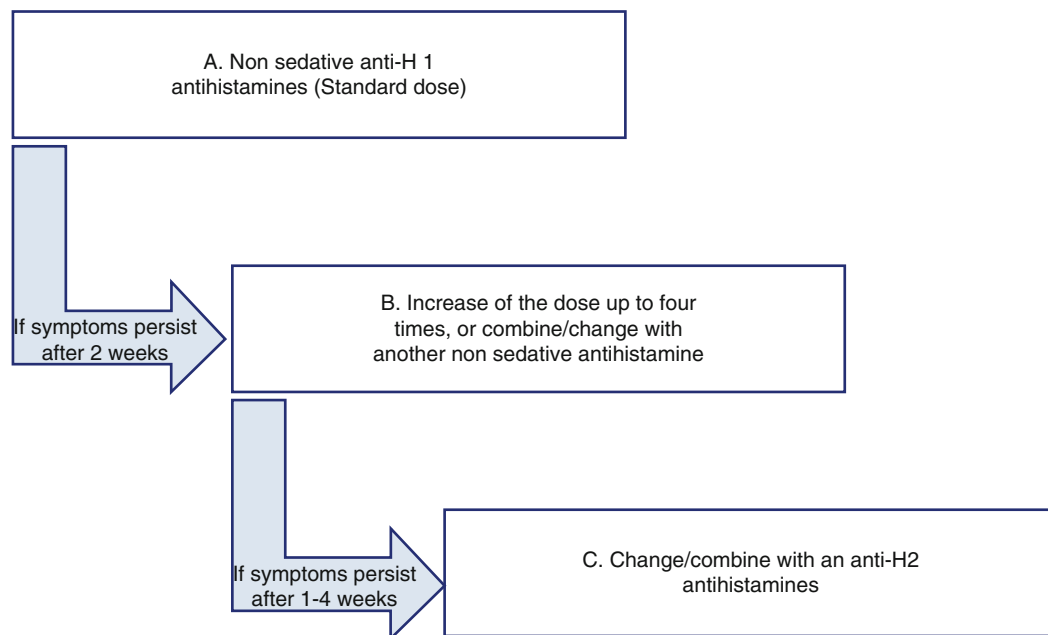 A. Non sedative anti-H 1
antihistamines (Standard dose)
If symptoms persist
after 2 weeks
B. Increase of the dose up to four
times, or combine/change with
another non sedative antihistamine
If symptoms persist
after 1-4 weeks
C. Change/combine with an anti-H2
antihistamines